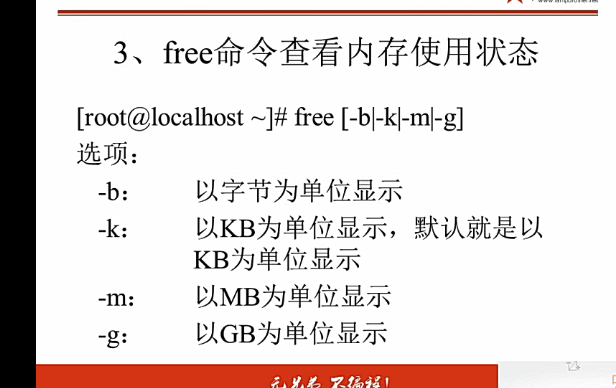 3、free命令查看内存使用状态
[root@localhost ~]# free [-b|-k|-m|-g]
选项：
-b： 以字节为单位显示
-k： 以KB为单位显示，默认就是以
KB为单位显示
-m： 以MB为单位显示
-g： 以GB为单位显示